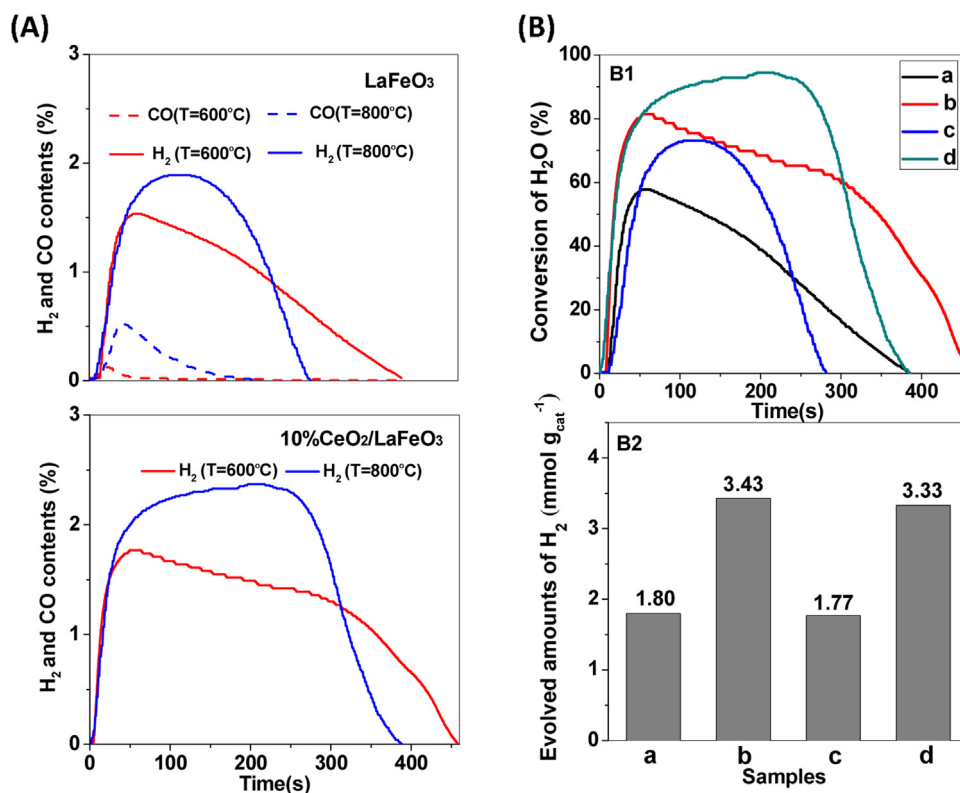 (A)
LaFeO₃
CO(T=600°C) CO(T=800°C)
H₂ (T=600°C) H₂ (T=800°C)
H₂ and CO contents (%)
3
2
1
0
10%CeO₂/LaFeO₃
H₂ (T=600°C) H₂ (T=800°C)
H₂ and CO contents (%)
3
2
1
0
0 100 200 300 400
Time(s)
(B)
B1
a
b
c
d
Conversion of H₂O (%)
100
80
60
40
20
0
0 100 200 300 400
Time(s)
B2
Evolved amounts of H₂ (mmol g_cat⁻¹)
4
3
2
1
0
1.80
3.43
1.77
3.33
a b c d
Samples